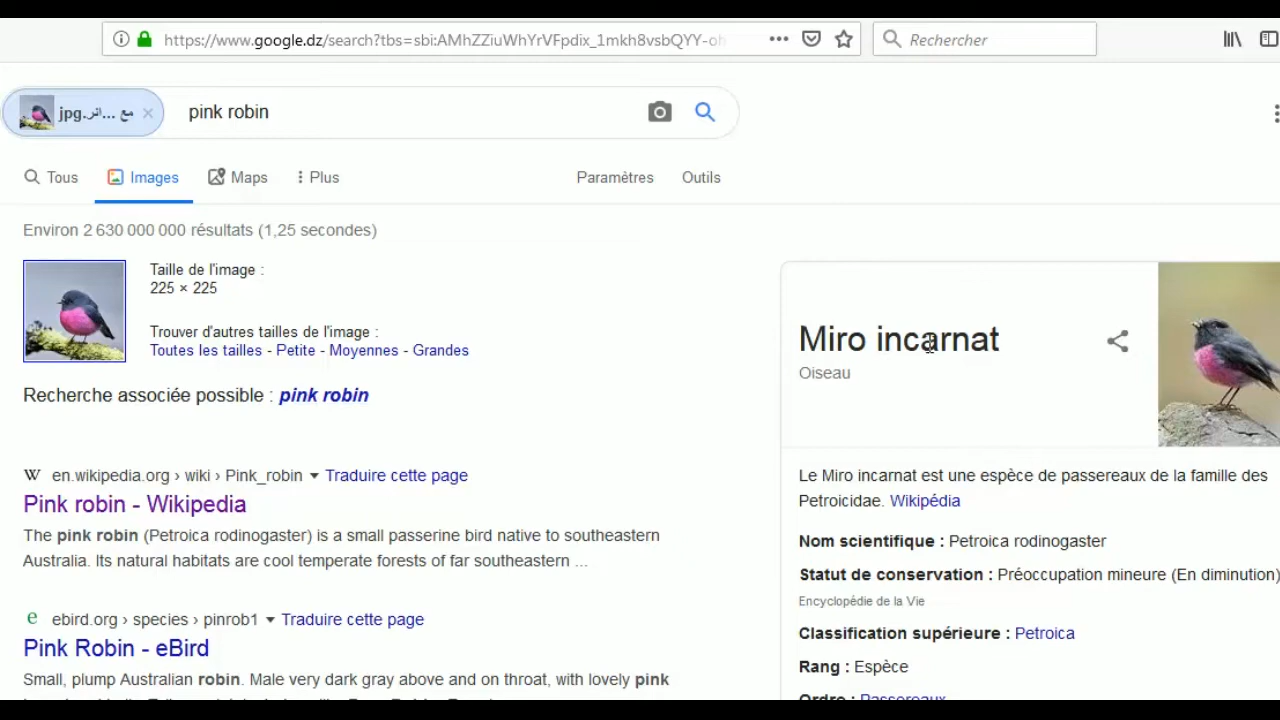 https://www.google.dz/search?tbs=sbi:AMhZZiuWhYrVFpdix_1mkh8vsbQYY-oh
Rechercher
مع ...انر.jpg
pink robin
Tous
Images
Maps
Plus
Paramètres
Outils
Environ 2 630 000 000 résultats (1,25 secondes)
Taille de l'image :
225 × 225
Trouver d'autres tailles de l'image :
Toutes les tailles - Petite - Moyennes - Grandes
Recherche associée possible : pink robin
W en.wikipedia.org › wiki › Pink_robin Traduire cette page
Pink robin - Wikipedia
The pink robin (Petroica rodinogaster) is a small passerine bird native to southeastern
Australia. Its natural habitats are cool temperate forests of far southeastern ...
e ebird.org › species › pinrob1 Traduire cette page
Pink Robin - eBird
Small, plump Australian robin. Male very dark gray above and on throat, with lovely pink
Miro incarnat
Oiseau
Le Miro incarnat est une espèce de passereaux de la famille des
Petroicidae. Wikipédia
Nom scientifique : Petroica rodinogaster
Statut de conservation : Préoccupation mineure (En diminution)
Encyclopédie de la Vie
Classification supérieure : Petroica
Rang : Espèce
Ordre : Passereaux